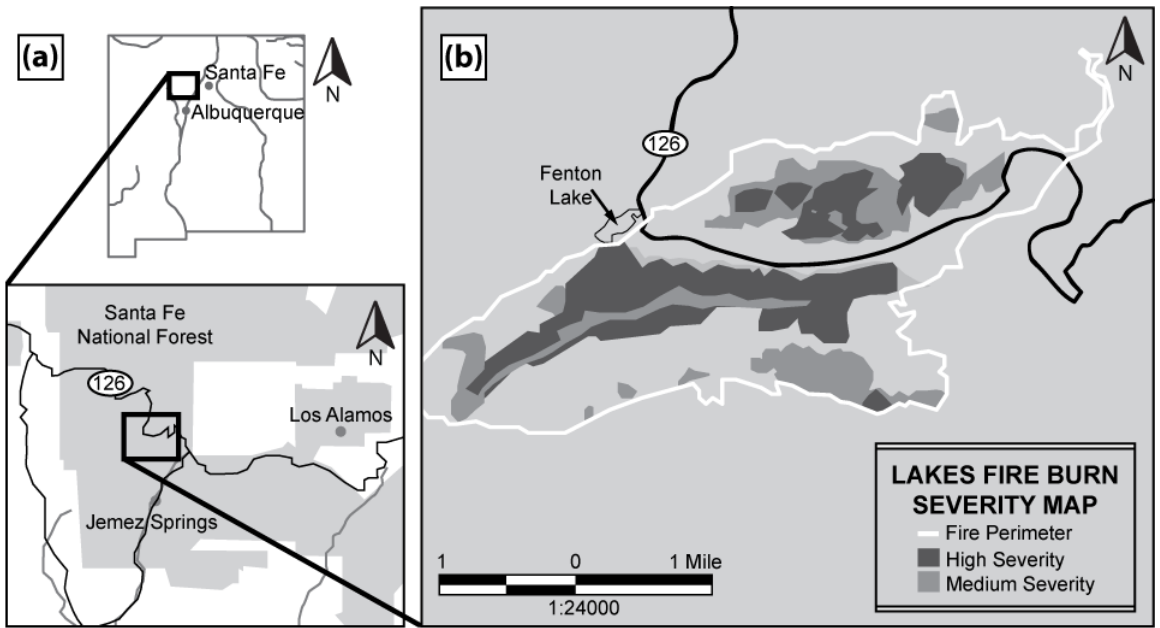 (a)
N
Santa Fe
Albuquerque
Santa Fe
National Forest
N
126
Los Alamos
Jemez Springs
(b)
N
126
Fenton
Lake
LAKES FIRE BURN
SEVERITY MAP
Fire Perimeter
High Severity
Medium Severity
1 0 1 Mile
1:24000